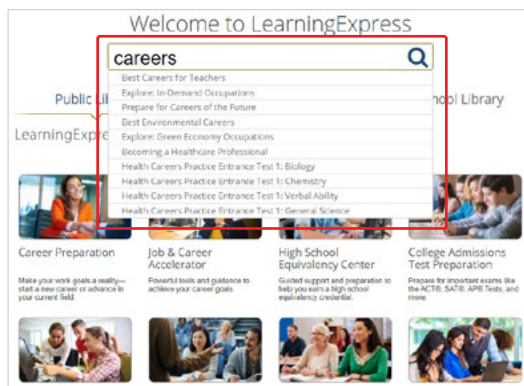 Welcome to LearningExpress
careers
Best Careers for Teachers
Explore: In-Demand Occupations
Prepare for Careers of the Future
Best Environmental Careers
Explore: Green Economy Occupations
Becoming a Healthcare Professional
Health Careers Practice Entrance Test 1: Biology
Health Careers Practice Entrance Test 1: Chemistry
Health Careers Practice Entrance Test 1: Verbal Ability
Health Careers Practice Entrance Test 1: General Science
Public Lib
ool Library
LearningExpre
Career Preparation
Make your work goals a reality—
start a new career or advance in
your current field.
Job & Career
Accelerator
Powerful tools and guidance to
achieve your career goals.
High School
Equivalency Center
Guided support and preparation to
help you earn a high school
equivalency credential.
College Admissions
Test Preparation
Prepare for important exams like
the ACT®, SAT®, AP® Tests, and
more.